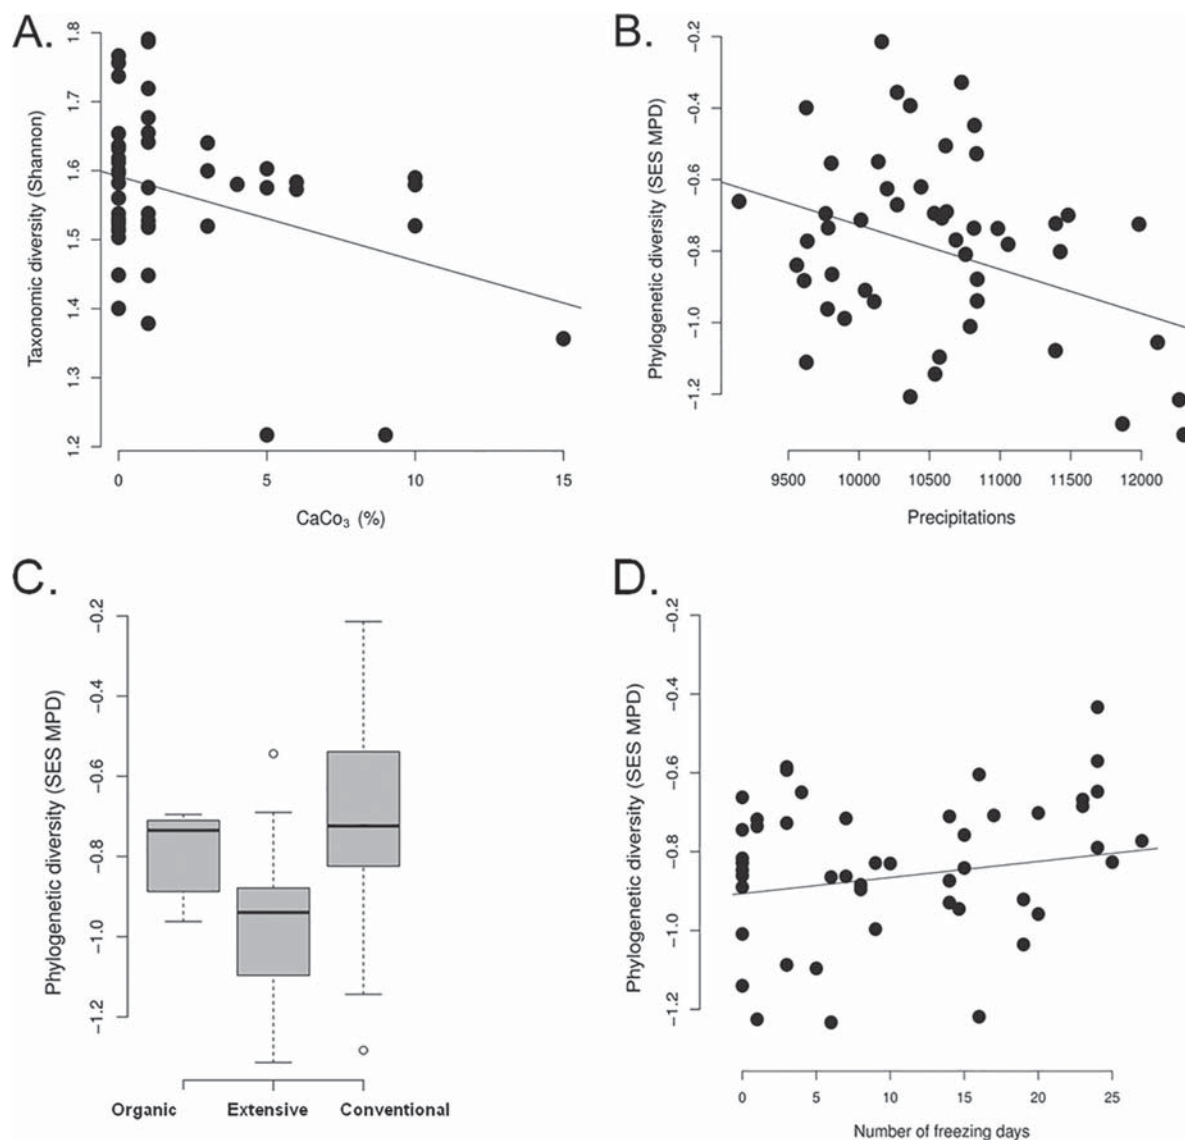 A.
Taxonomic diversity (Shannon)
1.8
1.7
1.6
1.5
1.4
1.3
1.2
0
5
10
15
CaCo₃ (%)
B.
Phylogenetic diversity (SES MPD)
−0.2
−0.4
−0.6
−0.8
−1.0
−1.2
9500
10000
10500
11000
11500
12000
Precipitations
C.
Phylogenetic diversity (SES MPD)
−0.2
−0.4
−0.6
−0.8
−1.0
−1.2
Organic
Extensive
Conventional
D.
Phylogenetic diversity (SES MPD)
−0.2
−0.4
−0.6
−0.8
−1.0
−1.2
0
5
10
15
20
25
Number of freezing days